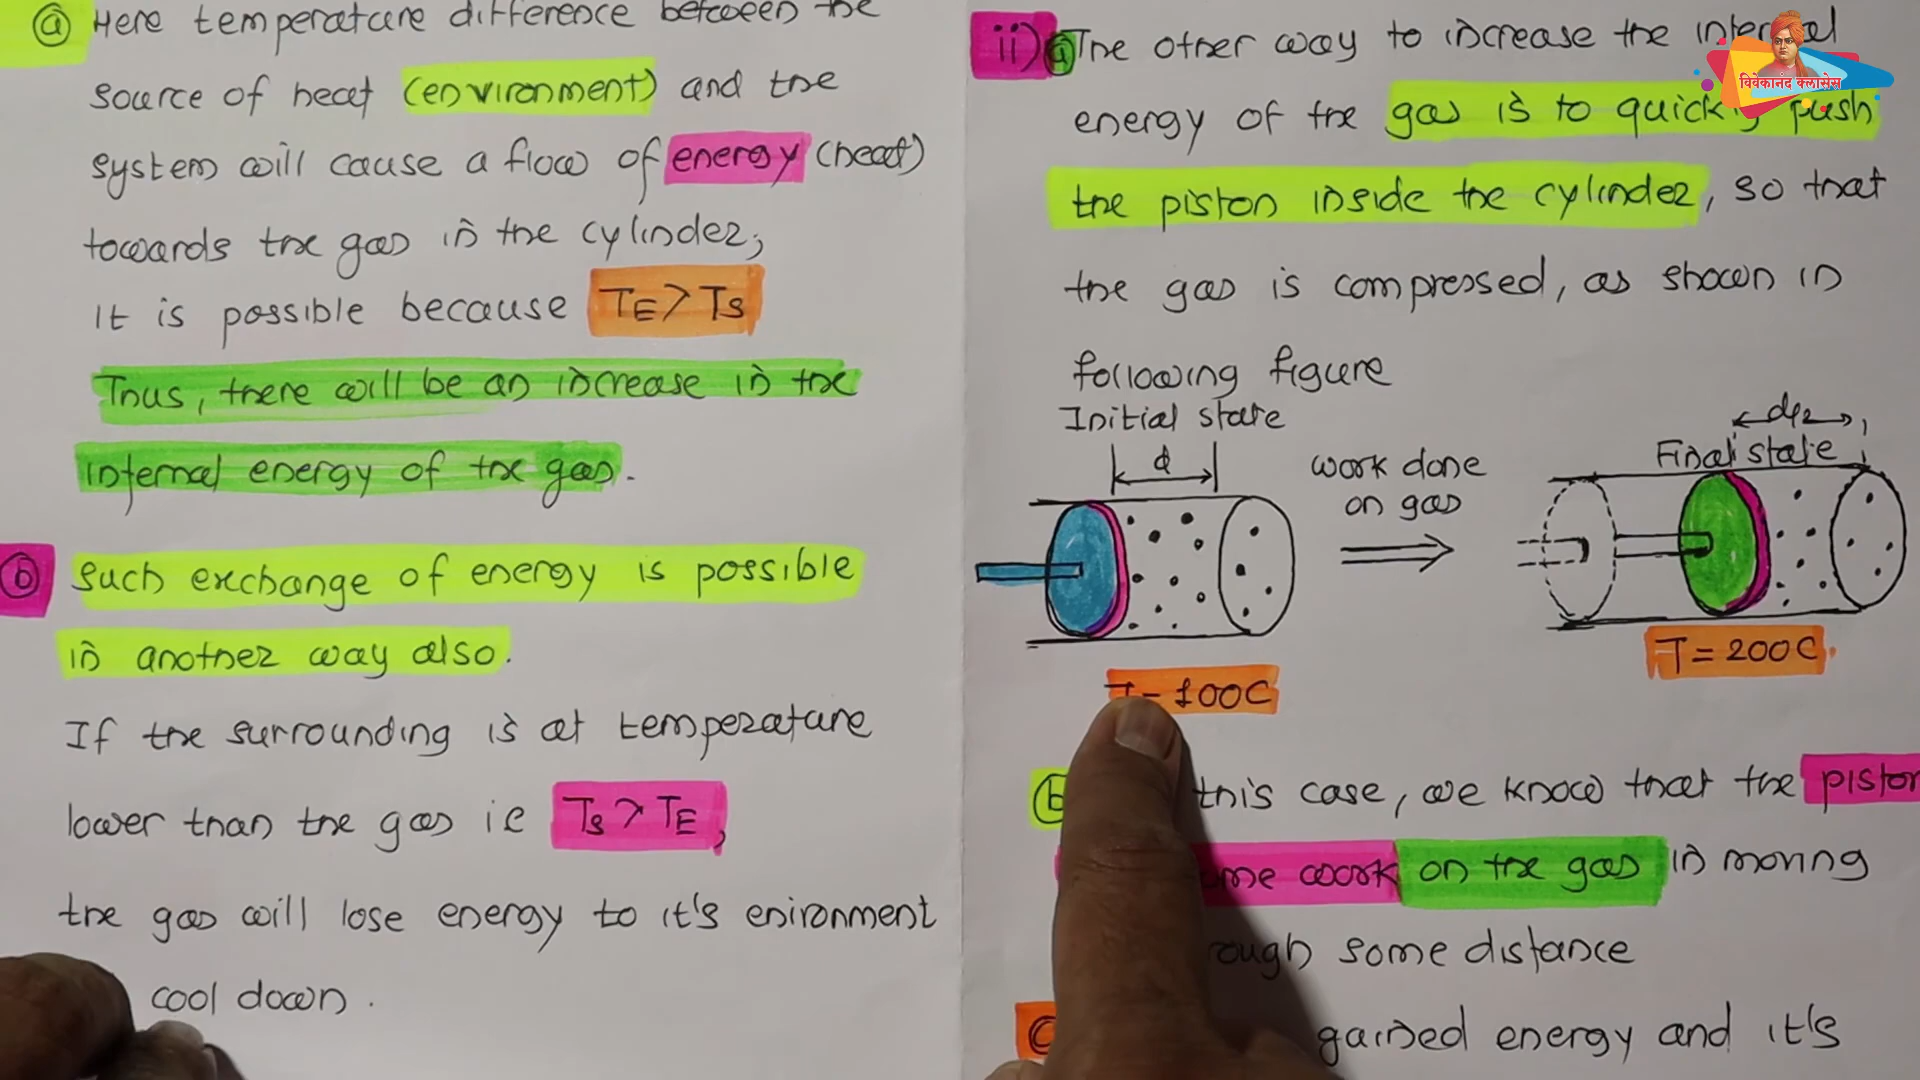 ⓐ Here temperature difference between the
source of heat (environment) and the
system will cause a flow of energy (heat)
towards the gas in the cylinder,
It is possible because TE > TS
Thus, there will be an increase in the
internal energy of the gas.
ⓑ such exchange of energy is possible
in another way also.
If the surrounding is at temperature
lower than the gas ie Ts > TE,
the gas will lose energy to it's enironment
cool down.
ii) ⓐ The other way to increase the internal
energy of the gas is to quickly push
the piston inside the cylinder, so that
the gas is compressed, as shown in
following figure
Initial state
d
work done
on gas
d/2
Final state
T = 100C
T = 200C.
this case, we know that the piston
work on the gas in moving
some distance
gained energy and it's
विवेकानंद क्लासेस